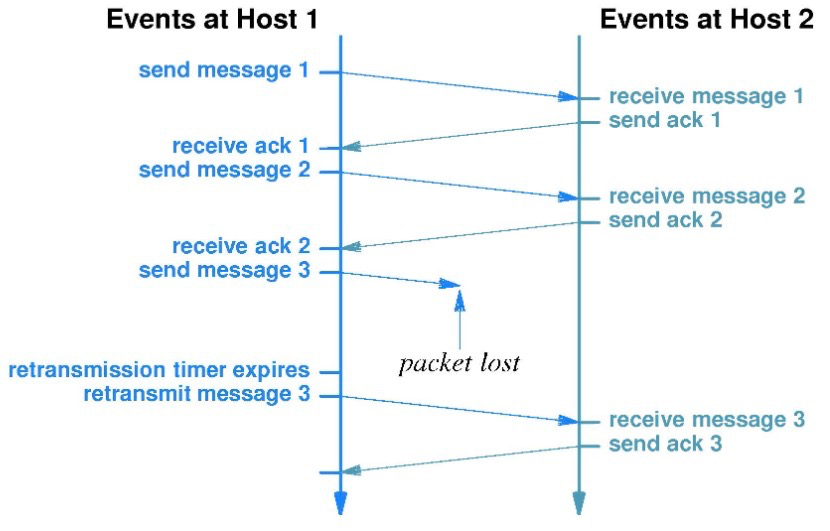 Events at Host 1
Events at Host 2
send message 1
receive message 1
send ack 1
receive ack 1
send message 2
receive message 2
send ack 2
receive ack 2
send message 3
packet lost
retransmission timer expires
retransmit message 3
receive message 3
send ack 3